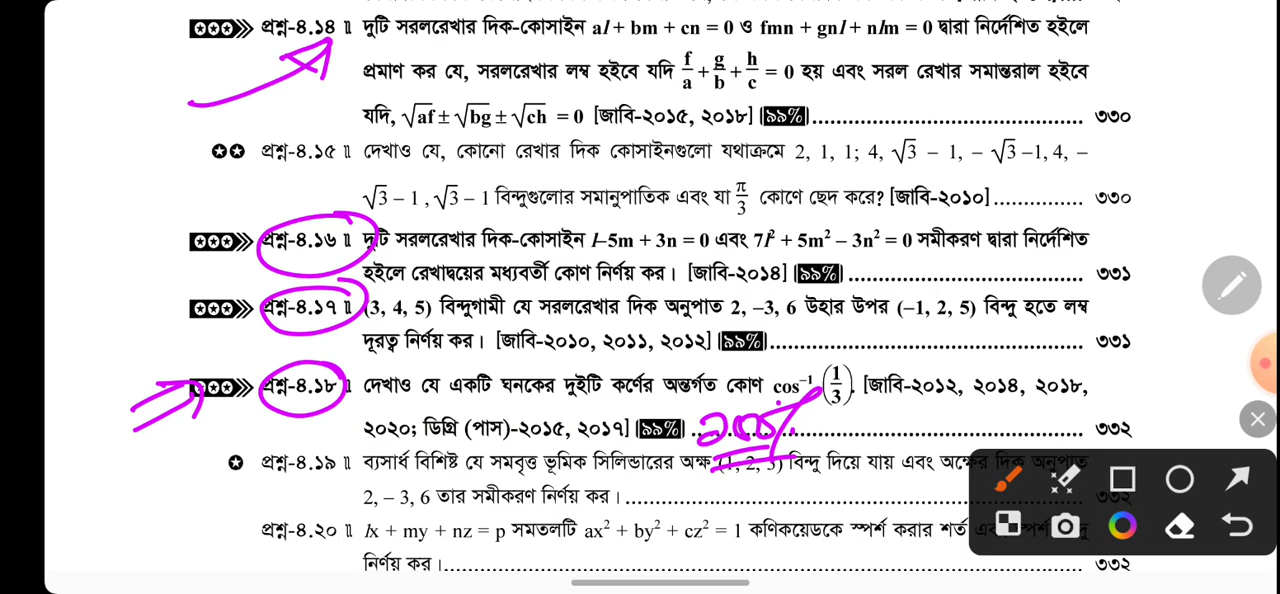 প্রশ্ন-৪.১৪ ॥ দুটি সরলরেখার দিক-কোসাইন al + bm + cn = 0 ও fmn + gnl + nlm = 0 দ্বারা নির্দেশিত হইলে
প্রমাণ কর যে, সরলরেখার লম্ব হইবে যদি f/a + g/b + h/c = 0 হয় এবং সরল রেখার সমান্তরাল হইবে
যদি, √af ± √bg ± √ch = 0 [জাবি-২০১৫, ২০১৮] [৯৯%] ৩৩০
প্রশ্ন-৪.১৫ ॥ দেখাও যে, কোনো রেখার দিক কোসাইনগুলো যথাক্রমে 2, 1, 1; 4, √3 − 1, − √3 −1, 4, −
√3 − 1 , √3 − 1 বিন্দুগুলোর সমানুপাতিক এবং যা π/3 কোণে ছেদ করে? [জাবি-২০১০] ৩৩০
প্রশ্ন-৪.১৬ ॥ দুটি সরলরেখার দিক-কোসাইন l−5m + 3n = 0 এবং 7l² + 5m² − 3n² = 0 সমীকরণ দ্বারা নির্দেশিত
হইলে রেখাদ্বয়ের মধ্যবর্তী কোণ নির্ণয় কর। [জাবি-২০১৪] [৯৯%] ৩৩১
প্রশ্ন-৪.১৭ ॥ (3, 4, 5) বিন্দুগামী যে সরলরেখার দিক অনুপাত 2, −3, 6 উহার উপর (−1, 2, 5) বিন্দু হতে লম্ব
দূরত্ব নির্ণয় কর। [জাবি-২০১০, ২০১১, ২০১২] [৯৯%] ৩৩১
প্রশ্ন-৪.১৮ ॥ দেখাও যে একটি ঘনকের দুইটি কর্ণের অন্তর্গত কোণ cos⁻¹ (1/3). [জাবি-২০১২, ২০১৪, ২০১৮,
২০২০; ডিগ্রি (পাস)-২০১৫, ২০১৭] [৯৯%] ৩৩২
প্রশ্ন-৪.১৯ ॥ ব্যসার্ধ বিশিষ্ট যে সমবৃত্ত ভূমিক সিলিন্ডারের অক্ষ (1, 2, 3) বিন্দু দিয়ে যায় এবং অক্ষের দিক অনুপাত
2, − 3, 6 তার সমীকরণ নির্ণয় কর। ৩৩২
প্রশ্ন-৪.২০ ॥ lx + my + nz = p সমতলটি ax² + by² + cz² = 1 কণিকয়েডকে স্পর্শ করার শর্ত
নির্ণয় কর। ৩৩২